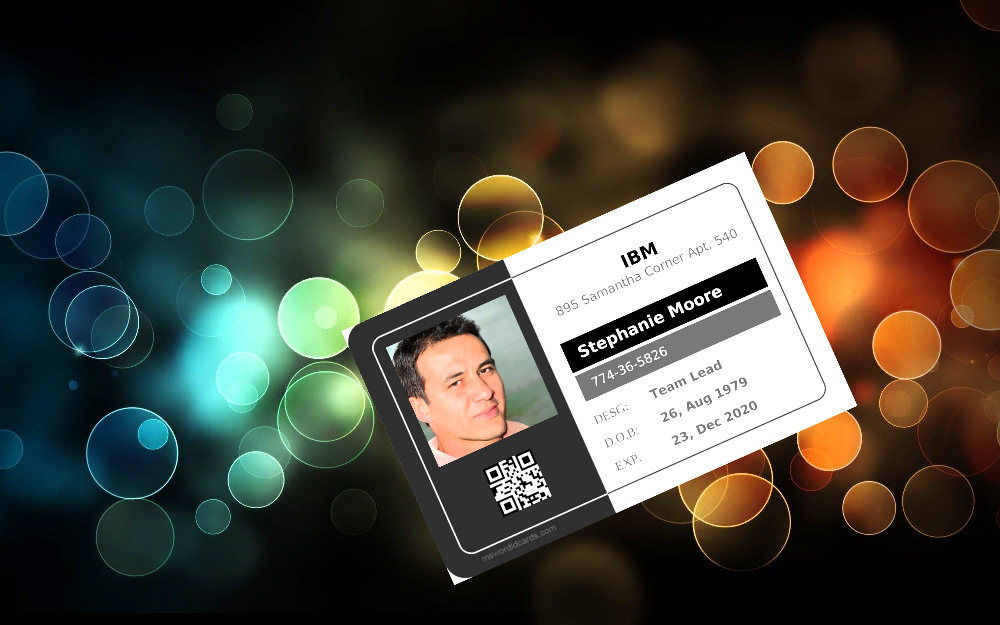 IBM
895 Samantha Corner Apt. 540
Stephanie Moore
774-36-5826
DESG: Team Lead
D.O.B: 26, Aug 1979
EXP. 23, Dec 2020
mswordidcards.com